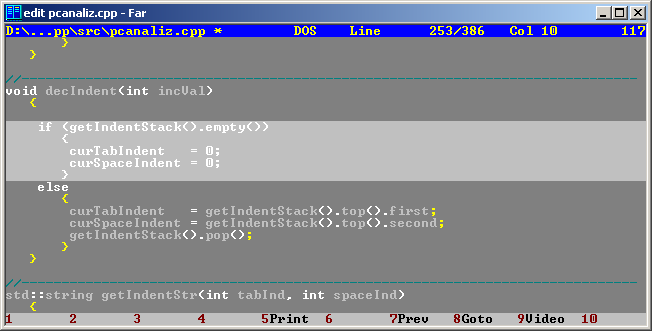 edit pcanaliz.cpp - Far
D:\...pp\src\pcanaliz.cpp * DOS Line 253/386 Col 10 117
}
}
//
void decIndent(int incVal)
{
if (getIndentStack().empty())
{
curTabIndent = 0;
curSpaceIndent = 0;
}
else
{
curTabIndent = getIndentStack().top().first;
curSpaceIndent = getIndentStack().top().second;
getIndentStack().pop();
}
}
//
std::string getIndentStr(int tabInd, int spaceInd)
{
1 2 3 4 5Print 6 7Prev 8Goto 9Video 10